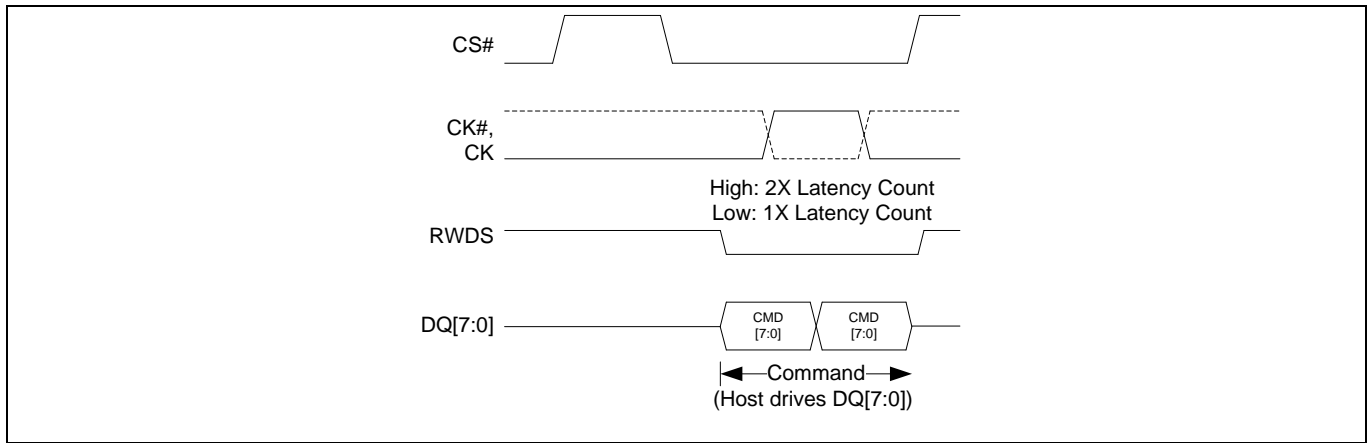 CS#
CK#,
CK
High: 2X Latency Count
Low: 1X Latency Count
RWDS
DQ[7:0]
CMD
[7:0]
CMD
[7:0]
Command
(Host drives DQ[7:0])